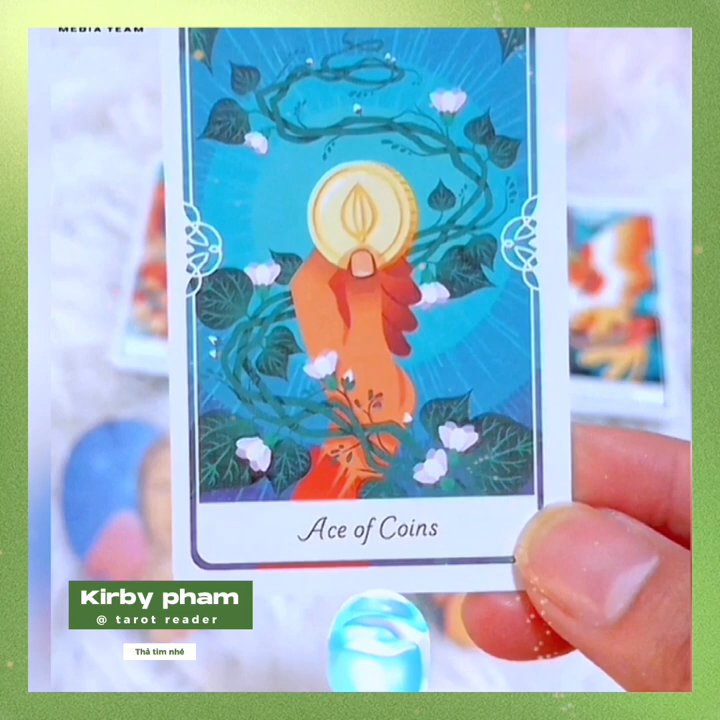 MEDIA TEAM
Ace of Coins
Kirby pham
@ tarot reader
Thả tim nhé